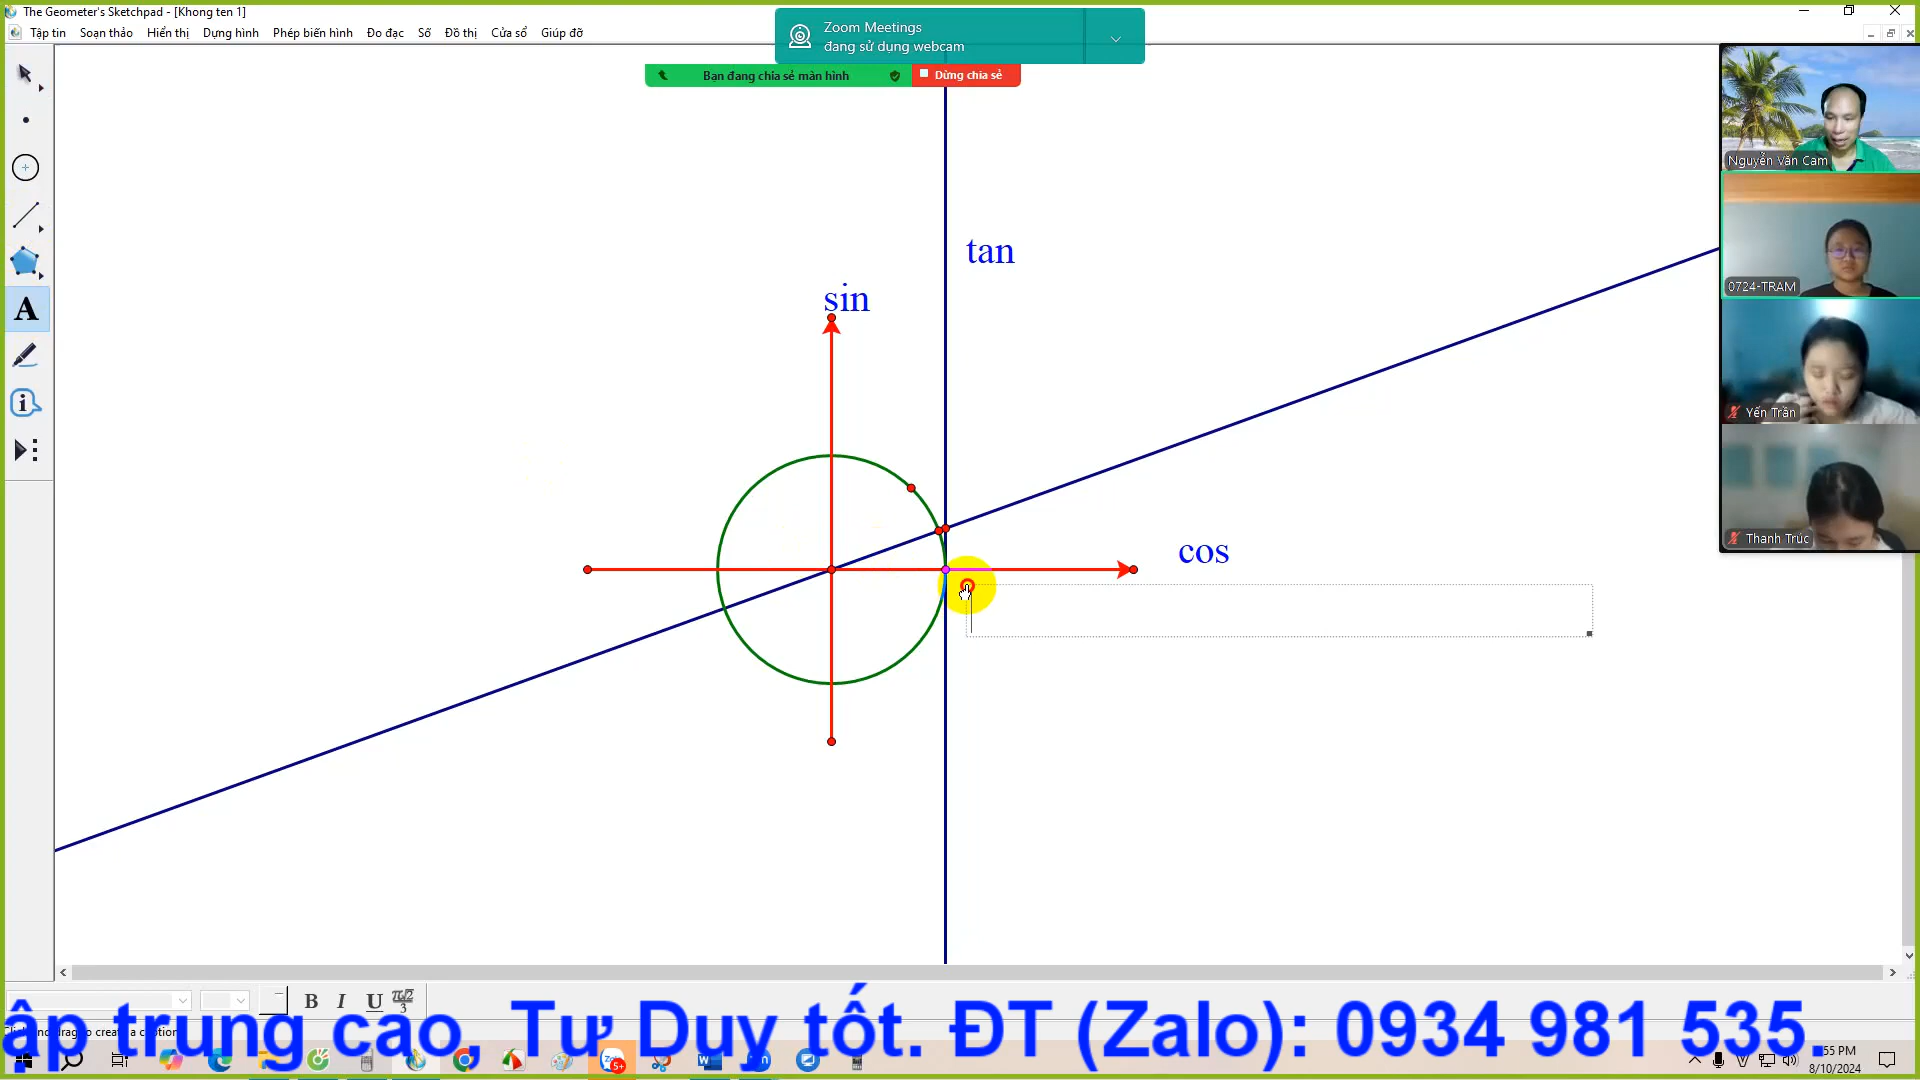 The Geometer's Sketchpad - [Khong ten 1]
Tập tin Soạn thảo Hiển thị Dựng hình Phép biến hình Đo đạc Số Đồ thị Cửa sổ Giúp đỡ
Zoom Meetings
đang sử dụng webcam
Bạn đang chia sẻ màn hình
Dừng chia sẻ
Nguyễn Văn Cam
0724-TRAM
Yến Trần
Thanh Trúc
tan
sin
cos
A
B I U
ập trung cao, Tư Duy tốt. ĐT (Zalo): 0934 981 535.
55 PM
8/10/2024